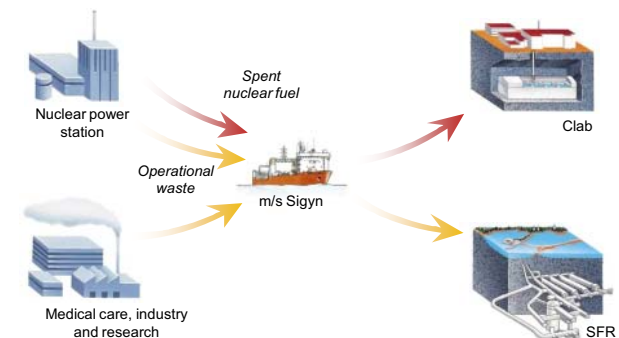 Spent
nuclear fuel
Nuclear power
station
Clab
Operational
waste
m/s Sigyn
Medical care, industry
and research
SFR